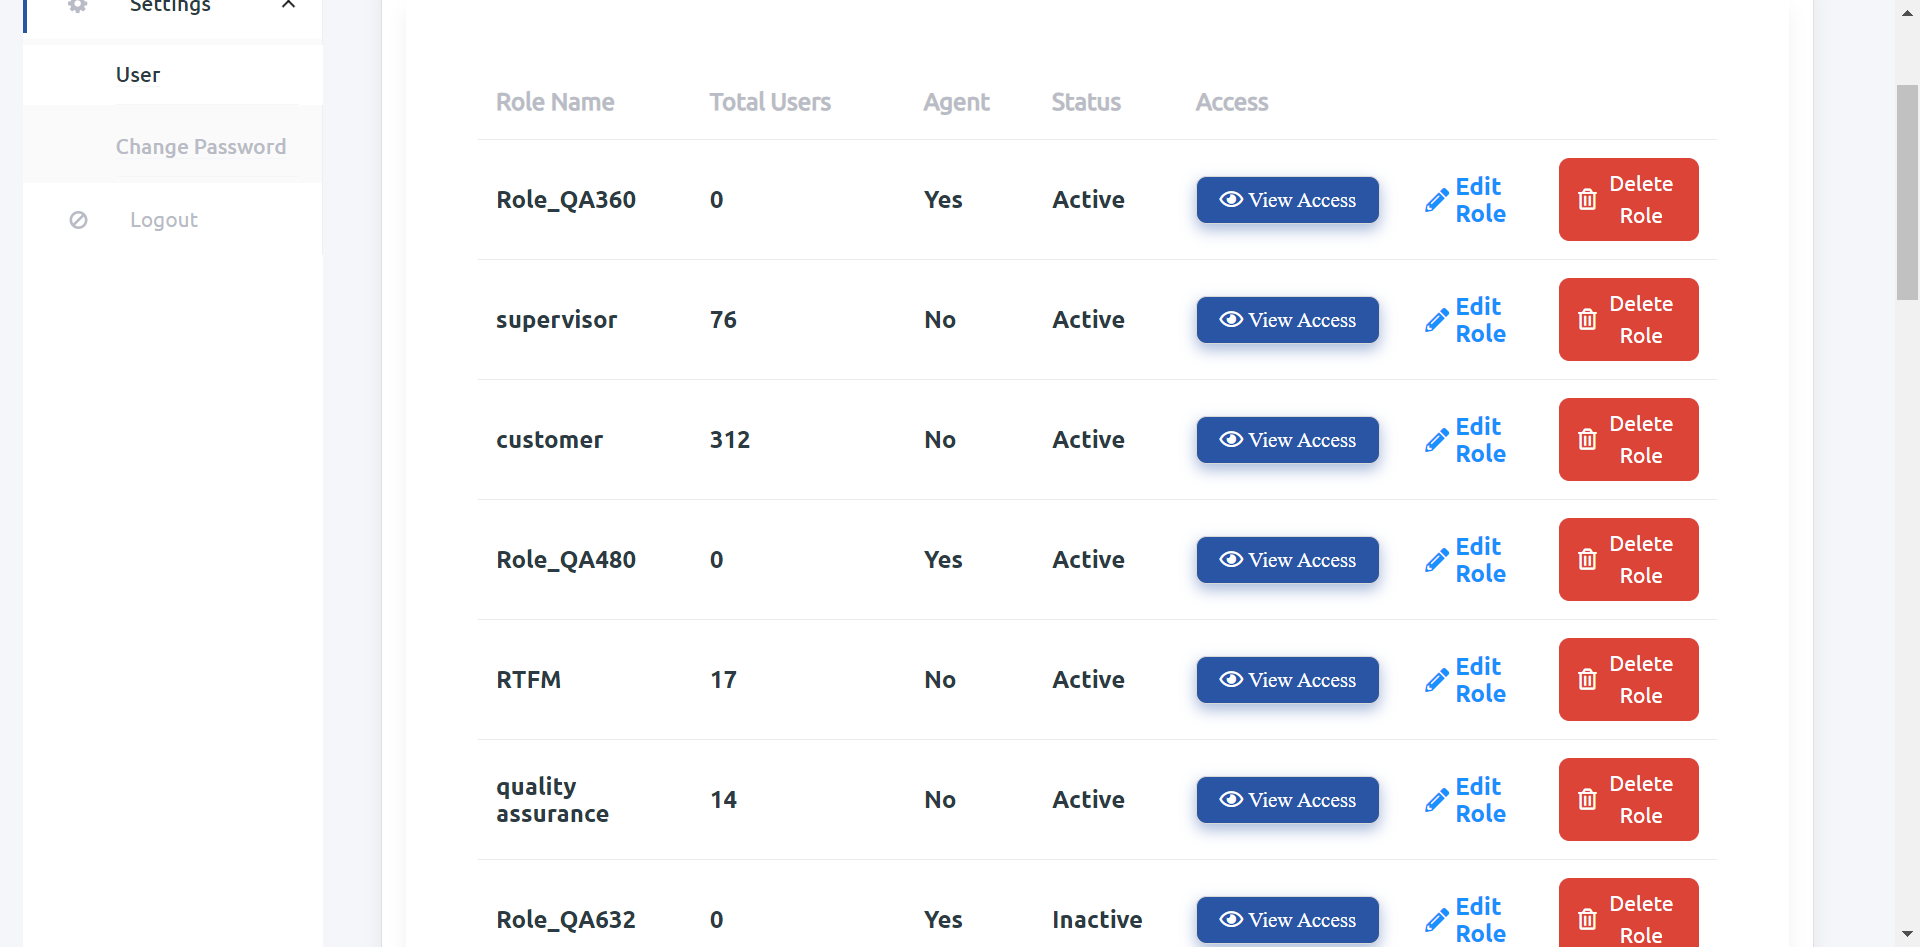 Settings
User
Change Password
Logout
Role Name Total Users Agent Status Access
Role_QA360 0 Yes Active View Access Edit Role Delete Role
supervisor 76 No Active View Access Edit Role Delete Role
customer 312 No Active View Access Edit Role Delete Role
Role_QA480 0 Yes Active View Access Edit Role Delete Role
RTFM 17 No Active View Access Edit Role Delete Role
quality assurance 14 No Active View Access Edit Role Delete Role
Role_QA632 0 Yes Inactive View Access Edit Role Delete Role